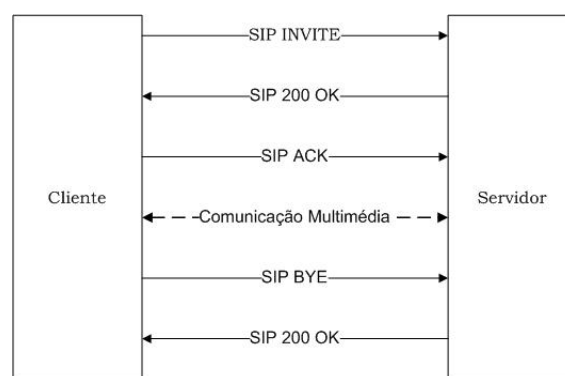 SIP INVITE
SIP 200 OK
SIP ACK
Cliente
Servidor
Comunicação Multimédia
SIP BYE
SIP 200 OK